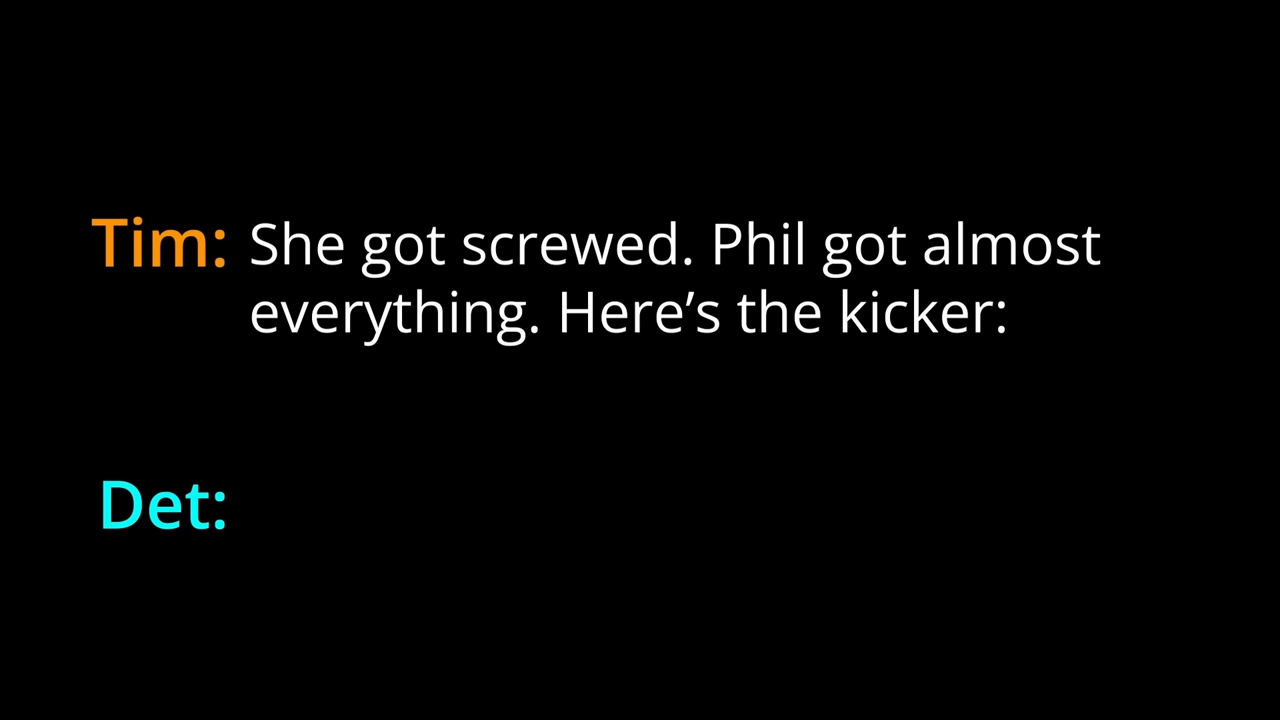 Tim: She got screwed. Phil got almost
everything. Here’s the kicker:
Det: